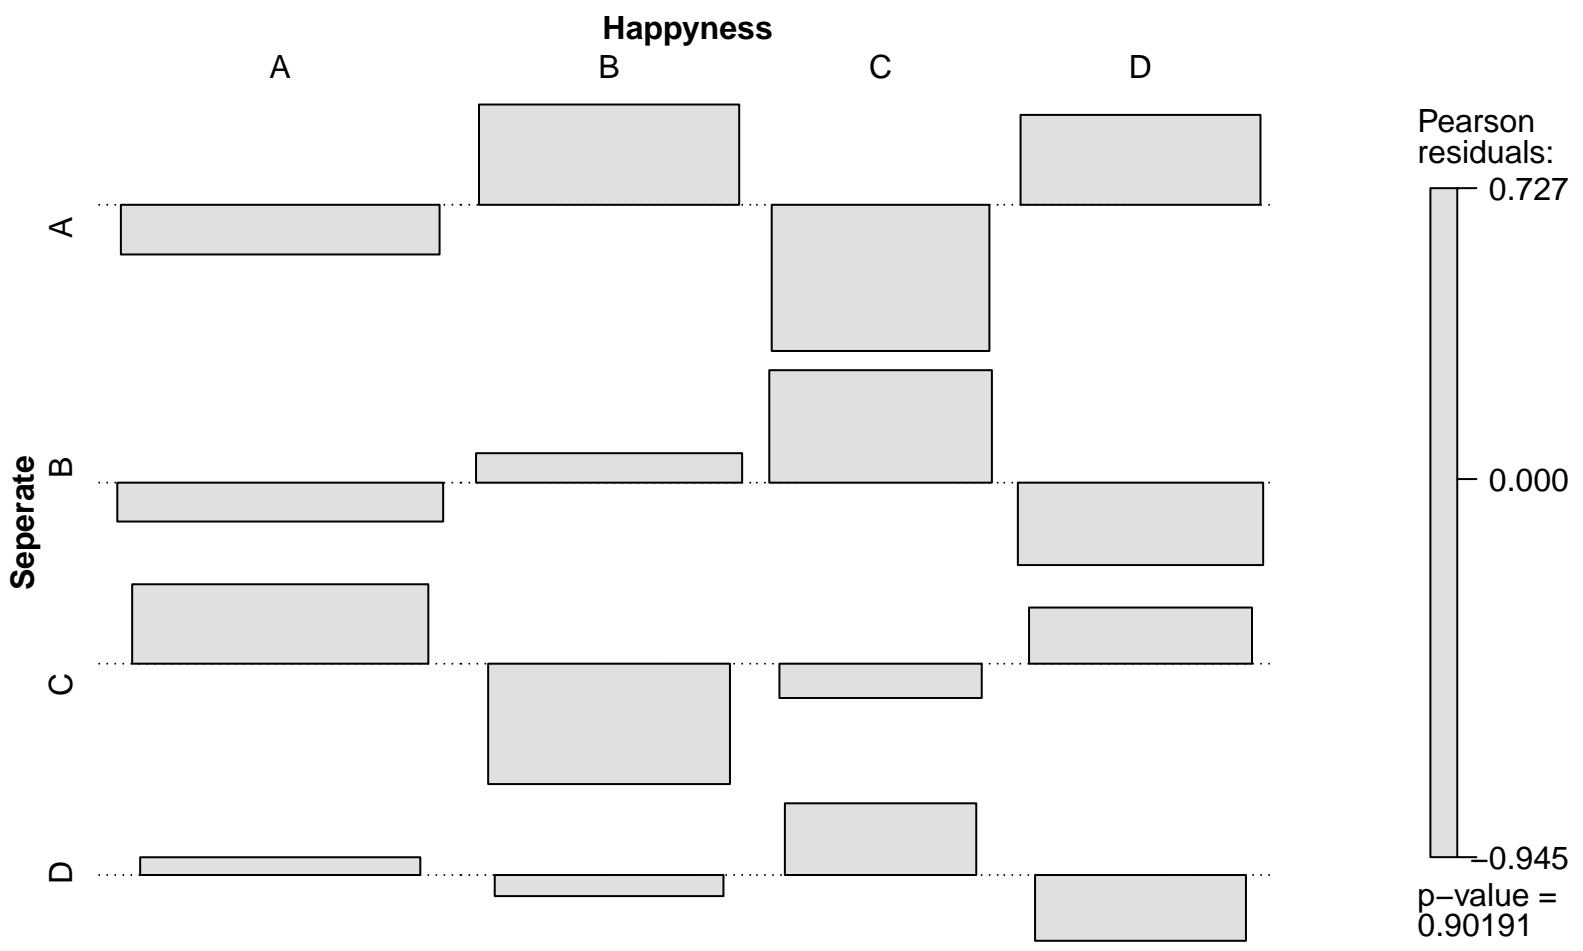 Happyness
A B C D
Pearson
residuals:
0.727
A
B
Seperate
0.000
C
D
−0.945
p−value =
0.90191